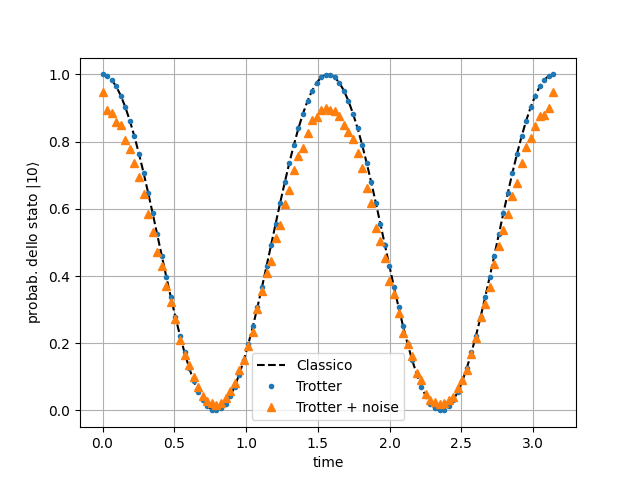 probab. dello stato |10⟩
1.0
0.8
0.6
0.4
0.2
0.0
Classico
Trotter
Trotter + noise
0.0 0.5 1.0 1.5 2.0 2.5 3.0
time